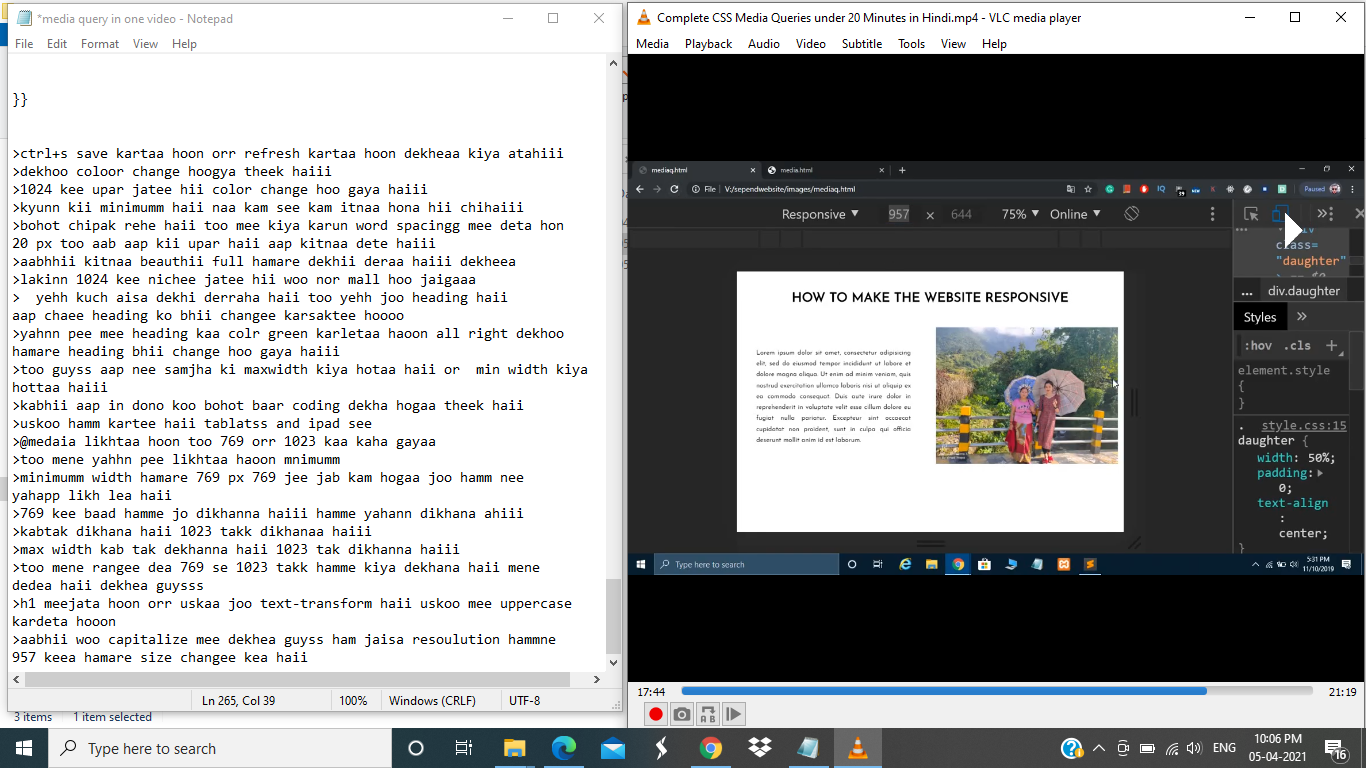 *media query in one video - Notepad
File Edit Format View Help
}}
>ctrl+s save kartaa hoon orr refresh kartaa hoon dekheaa kiya atahiii
>dekhoo coloor change hoogya theek haiii
>1024 kee upar jatee hii color change hoo gaya haiii
>kyunn kii minimumm haii naa kam see kam itnaa hona hii chihaiii
>bohot chipak rehe haii too mee kiya karun word spacingg mee deta hon
20 px too aab aap kii upar haii aap kitnaa dete haiii
>aabhhii kitnaa beauthii full hamare dekhii deraa haiii dekheea
>lakinn 1024 kee nichee jatee hii woo nor mall hoo jaigaaa
>  yehh kuch aisa dekhi derraha haii too yehh joo heading haii
aap chaee heading ko bhii changee karsaktee hoooo
>yahnn pee mee heading kaa colr green karletaa haoon all right dekhoo
hamare heading bhii change hoo gaya haiii
>too guyss aap nee samjha ki maxwidth kiya hotaa haii or  min width kiya
hottaa haiii
>kabhii aap in dono koo bohot baar coding dekha hogaa theek haii
>uskoo hamm kartee haii tablatss and ipad see
>@medaia likhtaa hoon too 769 orr 1023 kaa kaha gayaa
>too mene yahhn pee likhtaa haoon mnimumm
>minimumm width hamare 769 px 769 jee jab kam hogaa joo hamm nee
yahapp likh lea haii
>769 kee baad hamme jo dikhanna haiii hamme yahann dikhana ahiii
>kabtak dikhana haii 1023 takk dikhanaa haiii
>max width kab tak dekhanna haii 1023 tak dikhanna haiii
>too mene rangee dea 769 se 1023 takk hamme kiya dekhana haii mene
dedea haii dekhea guysss
>h1 meejata hoon orr uskaa joo text-transform haii uskoo mee uppercase
kardeta hooon
>aabhii woo capitalize mee dekhea guyss ham jaisa resoulution hammne
957 keea hamare size changee kea haii
Ln 265, Col 39 100% Windows (CRLF) UTF-8
3 items 1 item selected
Complete CSS Media Queries under 20 Minutes in Hindi.mp4 - VLC media player
Media Playback Audio Video Subtitle Tools View Help
mediaq.html media.html
File V:/sependwebsite/images/mediaq.html Paused
Responsive 957 × 644 75% Online
div
class=
"daughter"
... div.daughter
Styles
:hov .cls +
element.style
{
}
. style.css:15
daughter {
width: 50%;
padding:
0;
text-align
:
center;
}
HOW TO MAKE THE WEBSITE RESPONSIVE
Lorem ipsum dolor sit amet, consectetur adipisicing
elit, sed do eiusmod tempor incididunt ut labore et
dolore magna aliqua. Ut enim ad minim veniam, quis
nostrud exercitation ullamco laboris nisi ut aliquip ex
ea commodo consequat. Duis aute irure dolor in
reprehenderit in voluptate velit esse cillum dolore eu
fugiat nulla pariatur. Excepteur sint occaecat
cupidatat non proident, sunt in culpa qui officia
deserunt mollit anim id est laborum.
Type here to search
5:31 PM
11/10/2019
17:44 21:19
Type here to search
ENG
10:06 PM
05-04-2021
16